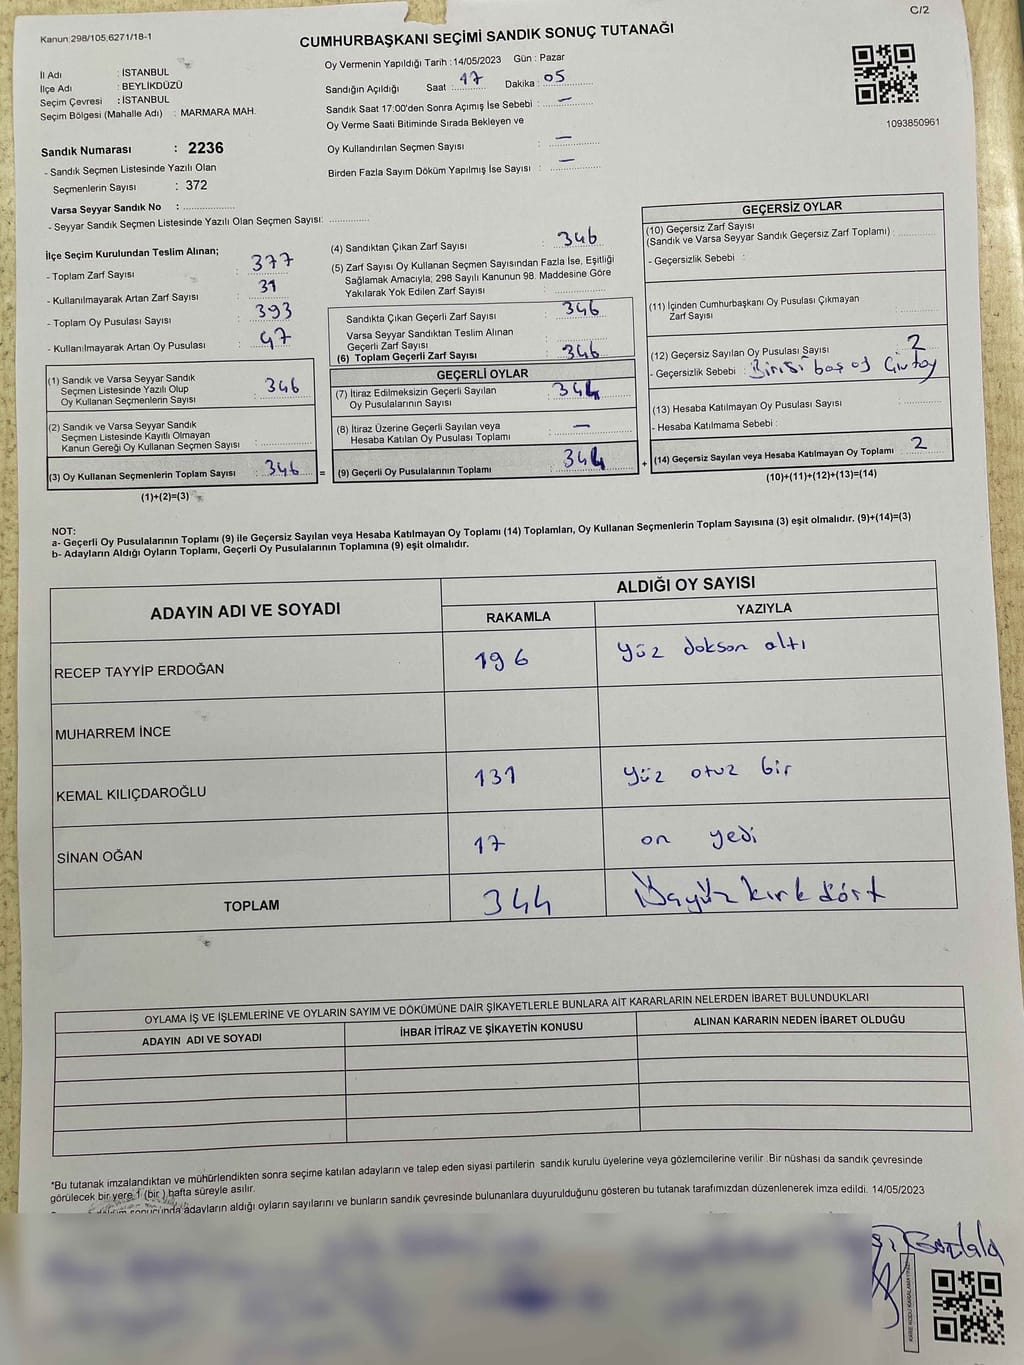 C/2
Kanun:298/105,6271/18-1
CUMHURBAŞKANI SEÇİMİ SANDIK SONUÇ TUTANAĞI
İl Adı : İSTANBUL
İlçe Adı : BEYLİKDÜZÜ
Seçim Çevresi : İSTANBUL
Seçim Bölgesi (Mahalle Adı) : MARMARA MAH.
Sandık Numarası : 2236
- Sandık Seçmen Listesinde Yazılı Olan
Seçmenlerin Sayısı : 372
Varsa Seyyar Sandık No : ..................
- Seyyar Sandık Seçmen Listesinde Yazılı Olan Seçmen Sayısı: ..............
Oy Vermenin Yapıldığı Tarih : 14/05/2023 Gün : Pazar
Sandığın Açıldığı Saat : 17 Dakika : 05
Sandık Saat 17:00'den Sonra Açımış İse Sebebi : —
Oy Verme Saati Bitiminde Sırada Bekleyen ve
Oy Kullandırılan Seçmen Sayısı : —
Birden Fazla Sayım Döküm Yapılmış İse Sayısı : —
1093850961
İlçe Seçim Kurulundan Teslim Alınan;
- Toplam Zarf Sayısı : 377
- Kullanılmayarak Artan Zarf Sayısı : 31
- Toplam Oy Pusulası Sayısı : 393
- Kullanılmayarak Artan Oy Pusulası : 47
(1) Sandık ve Varsa Seyyar Sandık
Seçmen Listesinde Yazılı Olup
Oy Kullanan Seçmenlerin Sayısı : 346
(2) Sandık ve Varsa Seyyar Sandık
Seçmen Listesinde Kayıtlı Olmayan
Kanun Gereği Oy Kullanan Seçmen Sayısı : ..............
(3) Oy Kullanan Seçmenlerin Toplam Sayısı : 346 =
(1)+(2)=(3)
(4) Sandıktan Çıkan Zarf Sayısı : 346
(5) Zarf Sayısı Oy Kullanan Seçmen Sayısından Fazla İse, Eşitliği
Sağlamak Amacıyla; 298 Sayılı Kanunun 98. Maddesine Göre
Yakılarak Yok Edilen Zarf Sayısı : ..............
Sandıkta Çıkan Geçerli Zarf Sayısı : 346
Varsa Seyyar Sandıktan Teslim Alınan
Geçerli Zarf Sayısı : ..............
(6) Toplam Geçerli Zarf Sayısı : 346
GEÇERLİ OYLAR
(7) İtiraz Edilmeksizin Geçerli Sayılan
Oy Pusulalarının Sayısı : 344
(8) İtiraz Üzerine Geçerli Sayılan veya
Hesaba Katılan Oy Pusulası Toplamı : —
(9) Geçerli Oy Pusulalarının Toplamı : 344 +
GEÇERSİZ OYLAR
(10) Geçersiz Zarf Sayısı
(Sandık ve Varsa Seyyar Sandık Geçersiz Zarf Toplamı) : ..............
- Geçersizlik Sebebi :
(11) İçinden Cumhurbaşkanı Oy Pusulası Çıkmayan
Zarf Sayısı : ..............
(12) Geçersiz Sayılan Oy Pusulası Sayısı : 2
- Geçersizlik Sebebi : Birisi boş
(13) Hesaba Katılmayan Oy Pusulası Sayısı : ..............
- Hesaba Katılmama Sebebi :
(14) Geçersiz Sayılan veya Hesaba Katılmayan Oy Toplamı : 2
(10)+(11)+(12)+(13)=(14)
NOT:
a- Geçerli Oy Pusulalarının Toplamı (9) ile Geçersiz Sayılan veya Hesaba Katılmayan Oy Toplamı (14) Toplamları, Oy Kullanan Seçmenlerin Toplam Sayısına (3) eşit olmalıdır. (9)+(14)=(3)
b- Adayların Aldığı Oyların Toplamı, Geçerli Oy Pusulalarının Toplamına (9) eşit olmalıdır.
ADAYIN ADI VE SOYADI
ALDIĞI OY SAYISI
RAKAMLA YAZIYLA
RECEP TAYYİP ERDOĞAN 196 yüz doksan altı
MUHARREM İNCE
KEMAL KILIÇDAROĞLU 131 yüz otuz bir
SİNAN OĞAN 17 on yedi
TOPLAM 344 Üçyüz kırk dört
OYLAMA İŞ VE İŞLEMLERİNE VE OYLARIN SAYIM VE DÖKÜMÜNE DAİR ŞİKAYETLERLE BUNLARA AİT KARARLARIN NELERDEN İBARET BULUNDUKLARI
ADAYIN ADI VE SOYADI İHBAR İTİRAZ VE ŞİKAYETİN KONUSU ALINAN KARARIN NEDEN İBARET OLDUĞU
*Bu tutanak imzalandıktan ve mühürlendikten sonra seçime katılan adayların ve talep eden siyasi partilerin sandık kurulu üyelerine veya gözlemcilerine verilir. Bir nüshası da sandık çevresinde
görülecek bir yere 1 (bir) hafta süreyle asılır.
sonucunda adayların aldığı oyların sayılarını ve bunların sandık çevresinde bulunanlara duyurulduğunu gösteren bu tutanak tarafımızdan düzenlenerek imza edildi. 14/05/2023
KARE KODU KARALAMAYINIZ